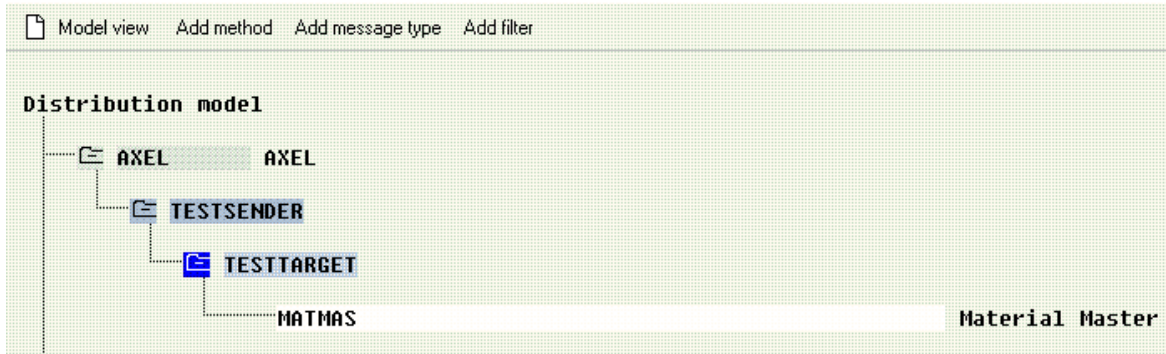 Model view Add method Add message type Add filter
Distribution model
AXEL AXEL
TESTSENDER
TESTTARGET
MATMAS Material Master